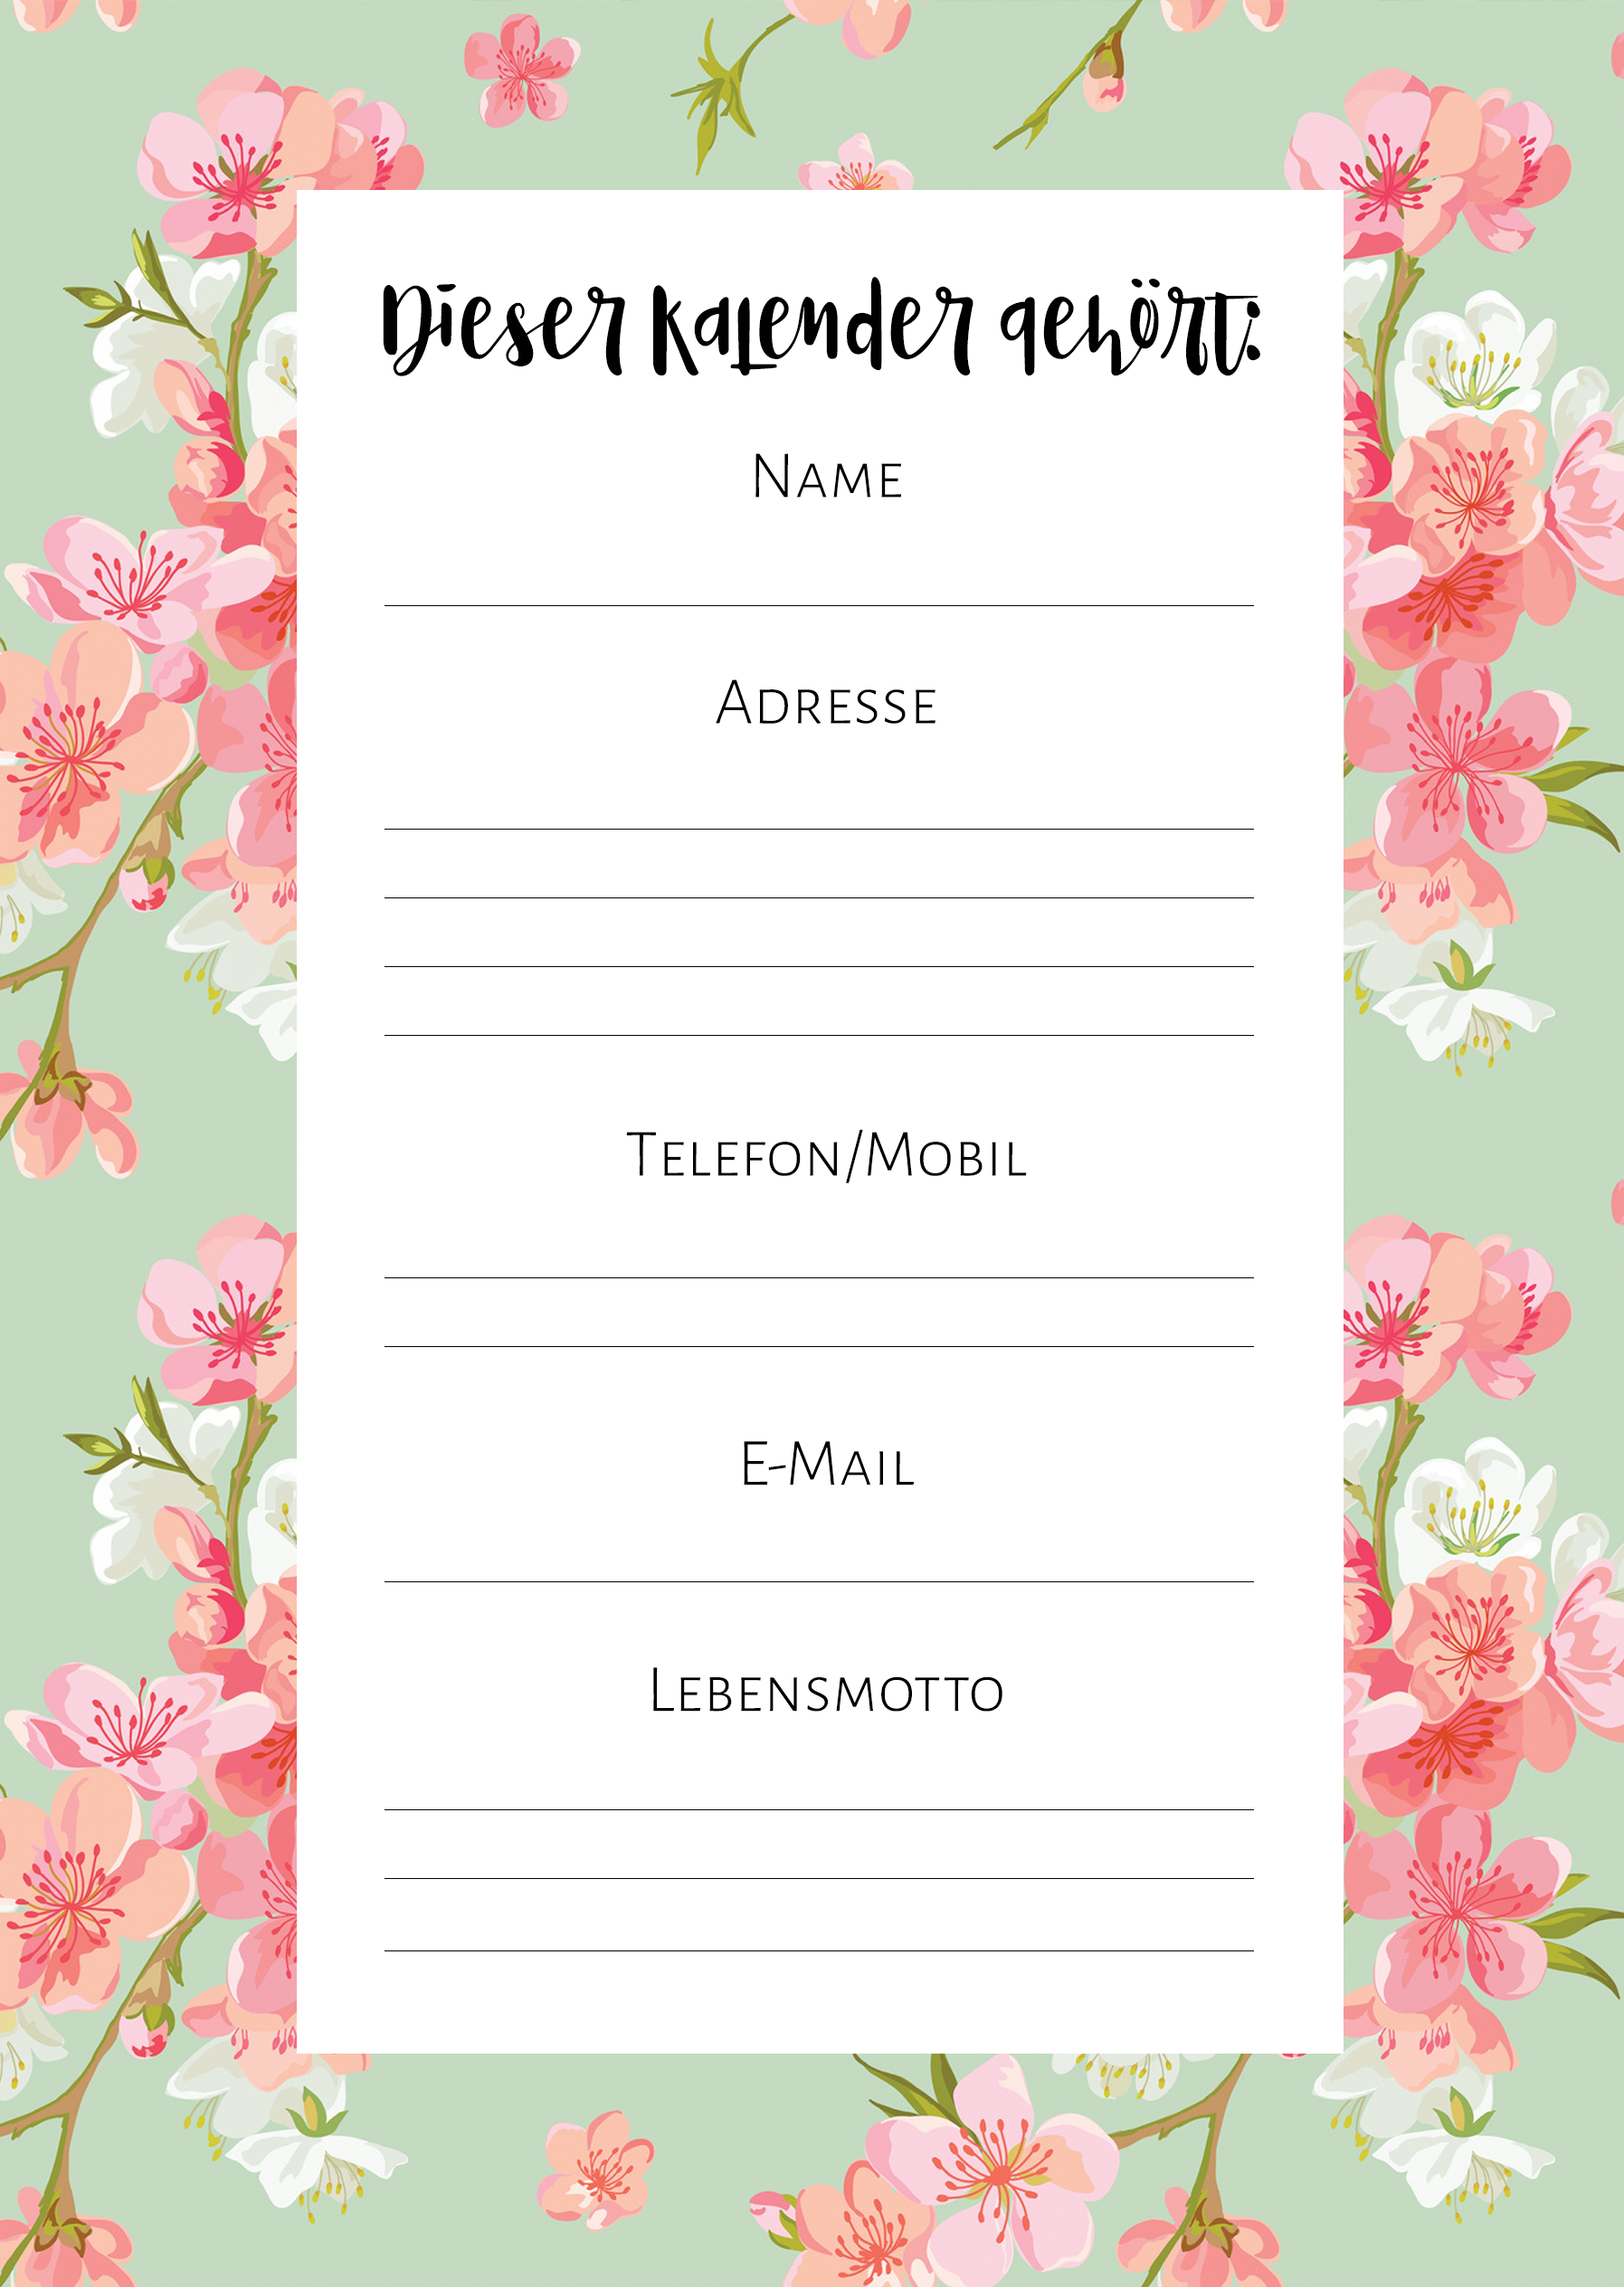 Dieser Kalender gehört:
Name
Adresse
Telefon/Mobil
E-Mail
Lebensmotto